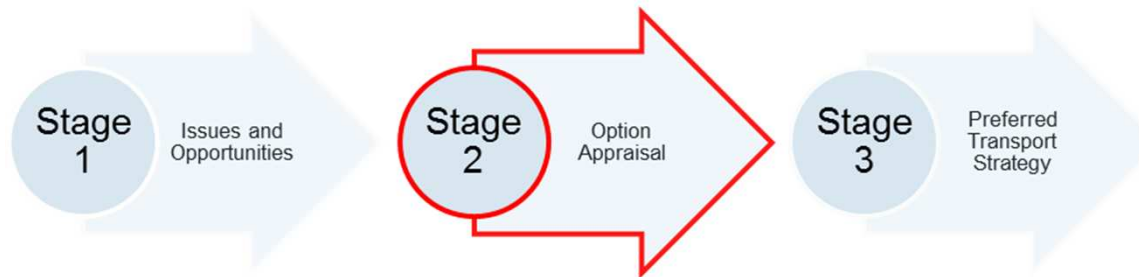 Stage
1
Issues and
Opportunities
Stage
2
Option
Appraisal
Stage
3
Preferred
Transport
Strategy